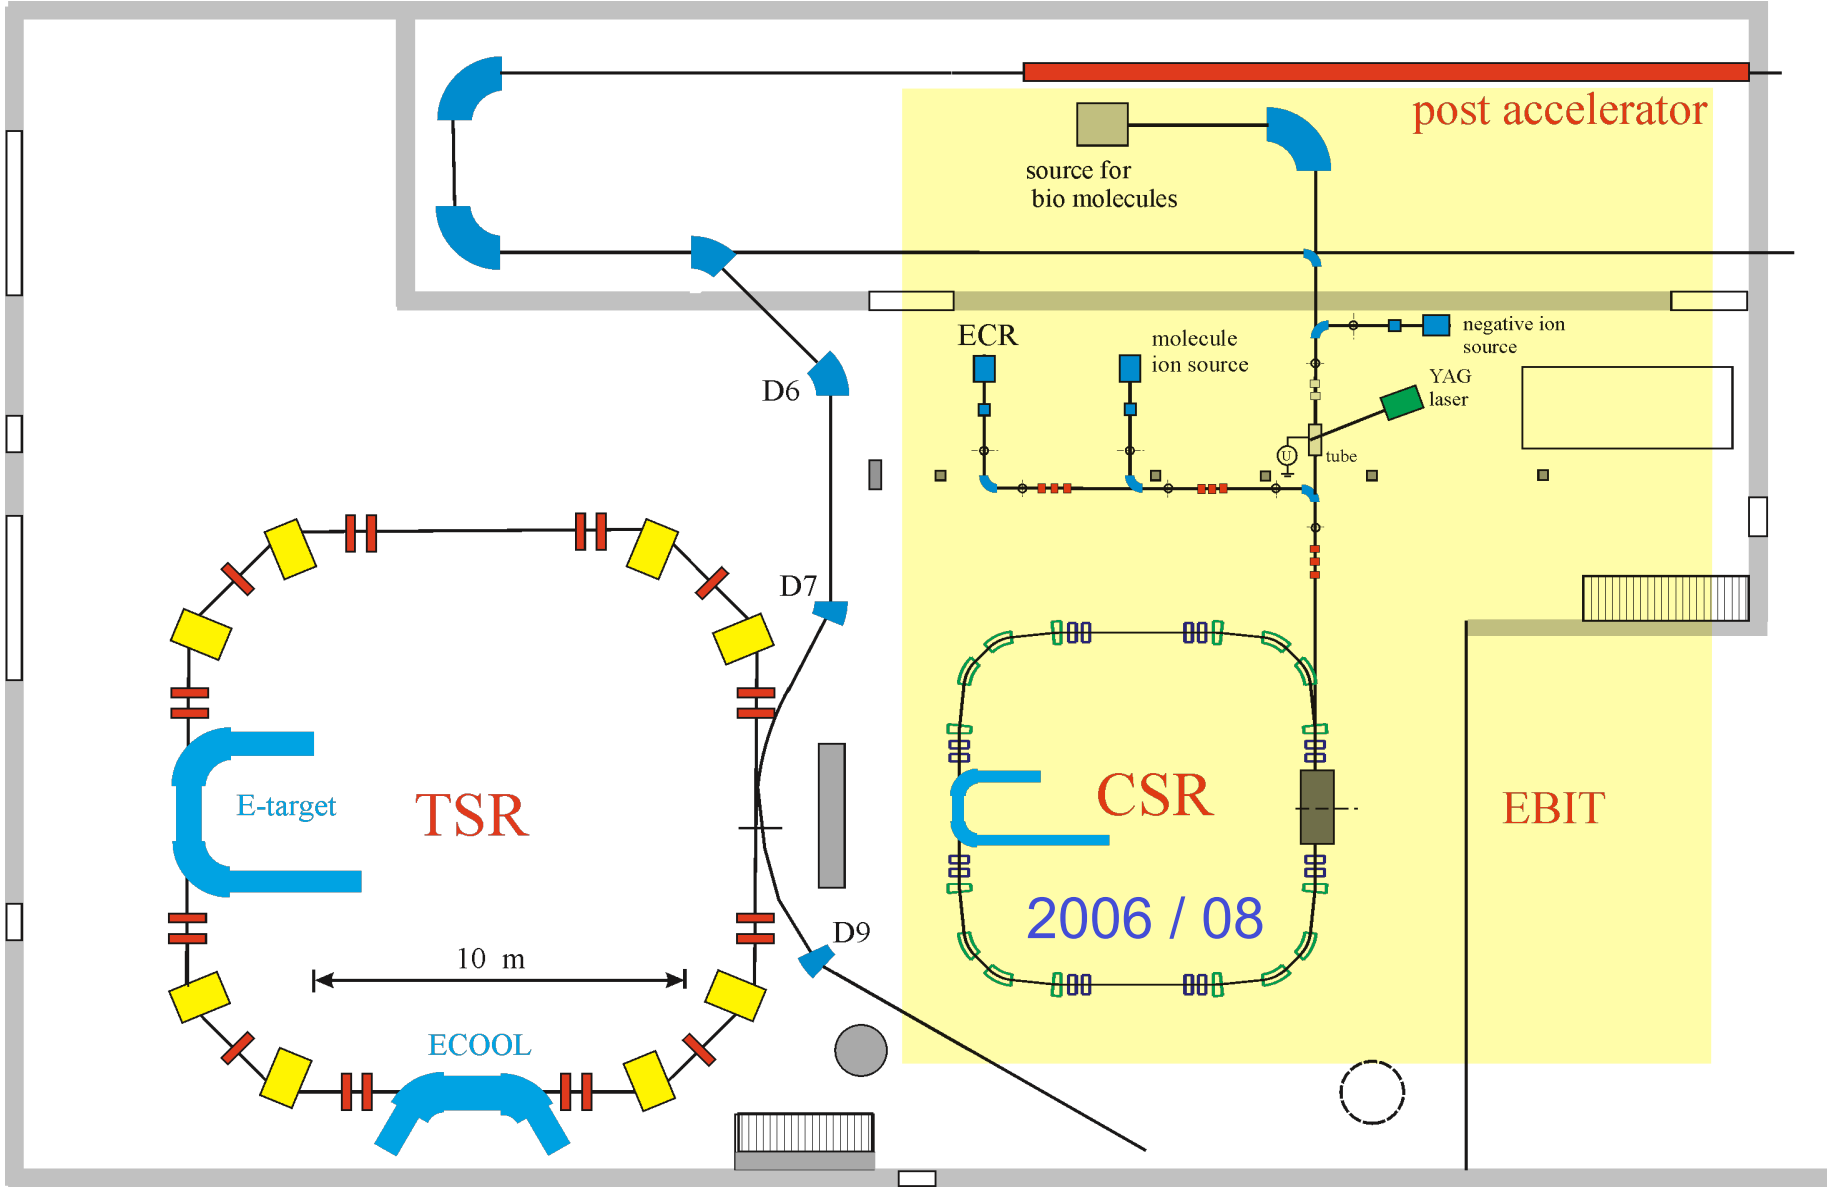 post accelerator
source for
bio molecules
ECR
molecule
ion source
negative ion
source
YAG
laser
D6
U
tube
D7
E-target
TSR
CSR
EBIT
2006 / 08
D9
10 m
ECOOL